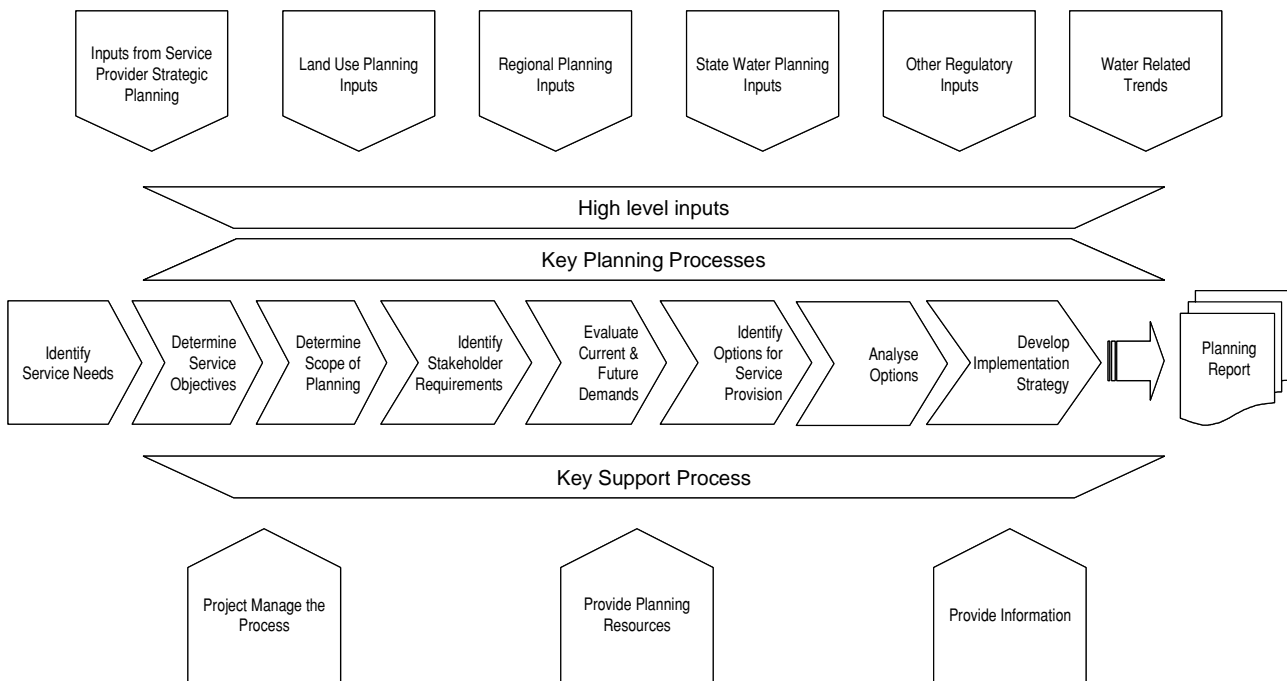 Inputs from Service
Provider Strategic
Planning
Land Use Planning
Inputs
Regional Planning
Inputs
State Water Planning
Inputs
Other Regulatory
Inputs
Water Related
Trends
High level inputs
Key Planning Processes
Identify
Service Needs
Determine
Service
Objectives
Determine
Scope of
Planning
Identify
Stakeholder
Requirements
Evaluate
Current &
Future
Demands
Identify
Options for
Service
Provision
Analyse
Options
Develop
Implementation
Strategy
Planning
Report
Key Support Process
Project Manage the
Process
Provide Planning
Resources
Provide Information